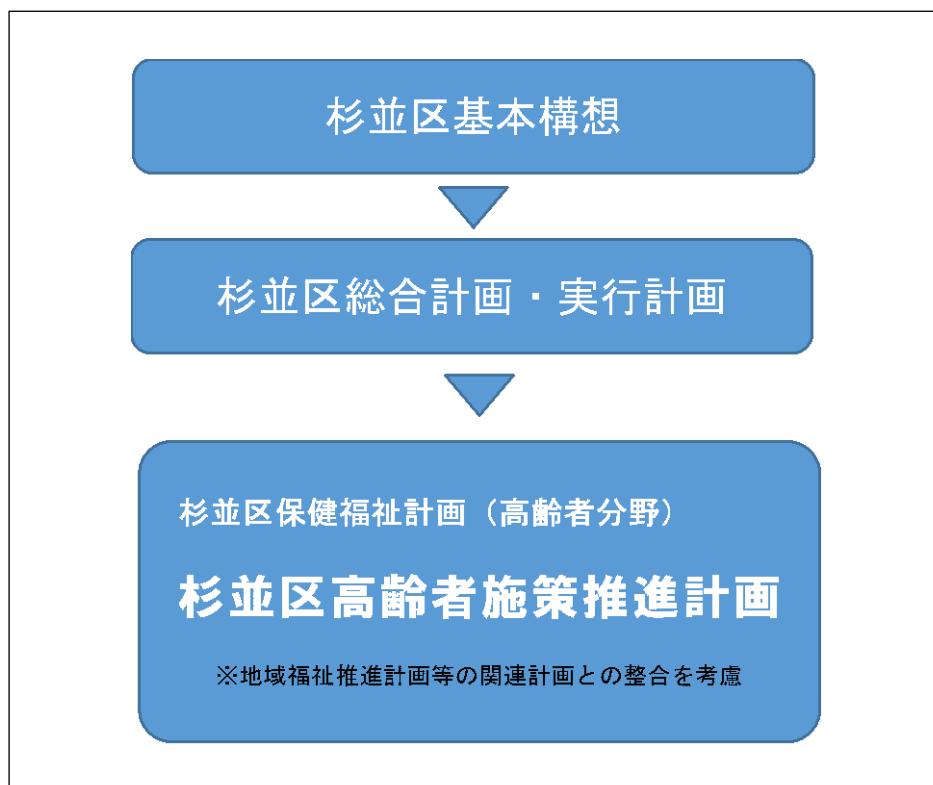 杉並区基本構想
杉並区総合計画・実行計画
杉並区保健福祉計画（高齢者分野）
杉並区高齢者施策推進計画
※地域福祉推進計画等の関連計画との整合を考慮